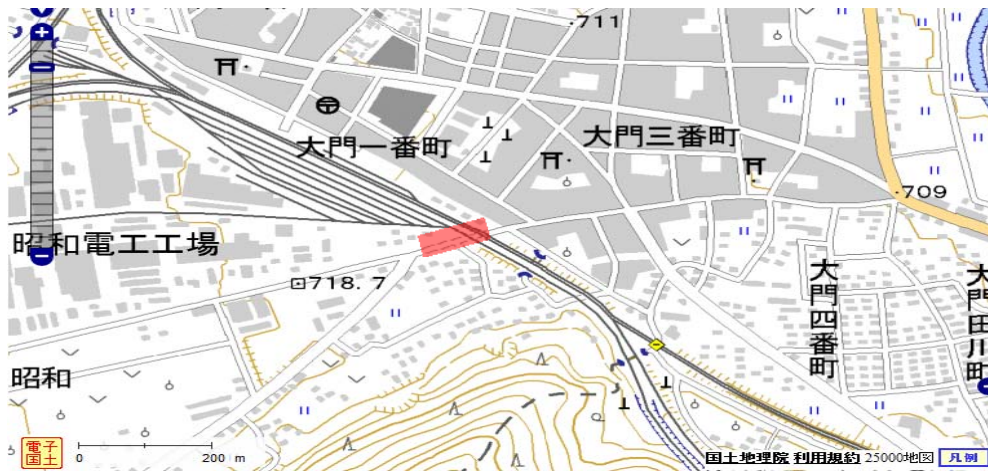 711
大門一番町
大門三番町
709
昭和電工工場
718.7
大門四番町
大門田川町
昭和
電子
国土
0
200 m
国土地理院 利用規約 25000地図 凡例